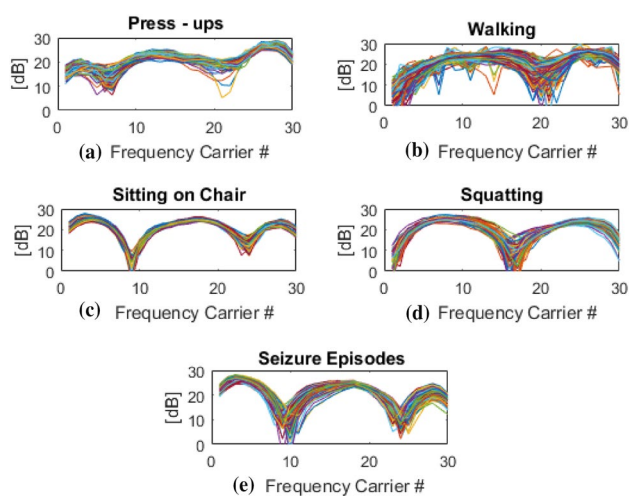 Press - ups
30
20
10
0
[dB]
0 10 20 30
(a) Frequency Carrier #
Walking
30
20
10
0
[dB]
0 10 20 30
(b) Frequency Carrier #
Sitting on Chair
30
20
10
0
[dB]
0 10 20 30
(c) Frequency Carrier #
Squatting
30
20
10
0
[dB]
0 10 20 30
(d) Frequency Carrier #
Seizure Episodes
30
20
10
0
[dB]
0 10 20 30
(e) Frequency Carrier #